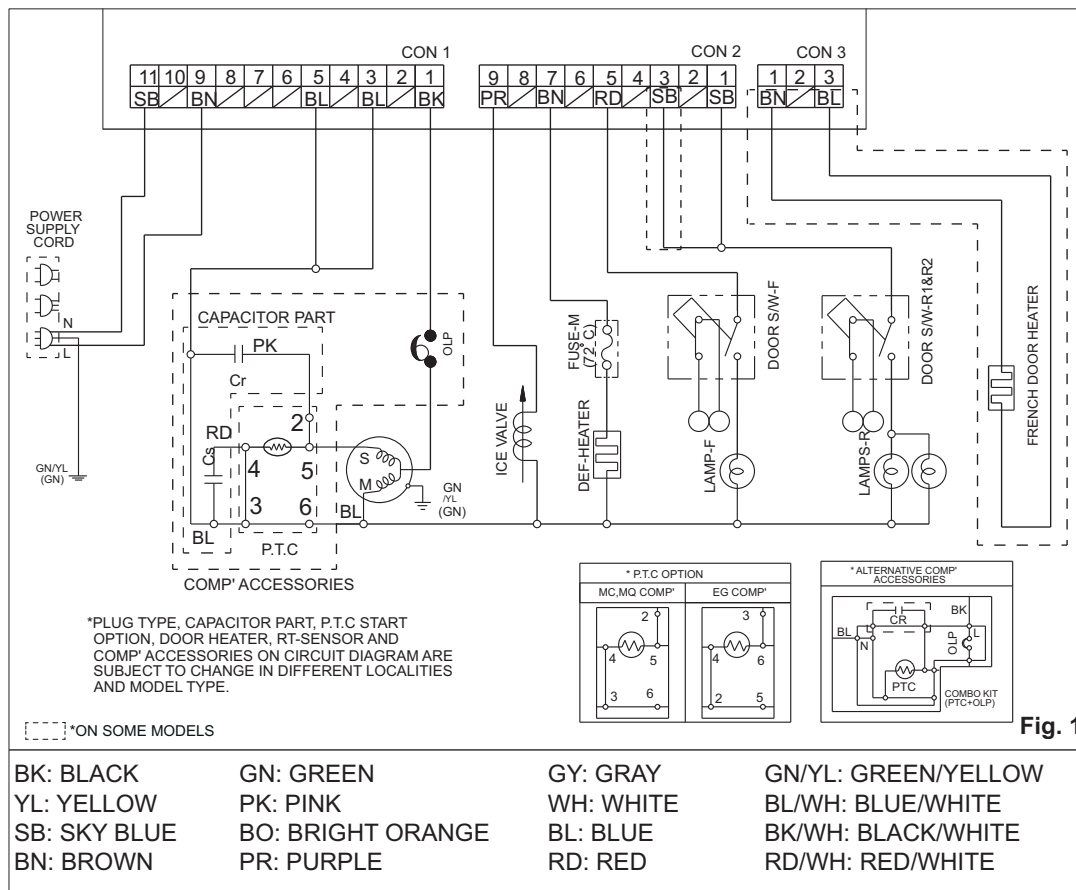 CON 1
CON 2
CON 3
11 10 9 8 7 6 5 4 3 2 1
SB BN BL BL BK
9 8 7 6 5 4 3 2 1
PR BN RD SB SB
1 2 3
BN BL
POWER
SUPPLY
CORD
N
L
GN/YL
(GN)
CAPACITOR PART
PK
Cr
OLP
RD
Cs
2
4
5
3
6
BL
P.T.C
COMP' ACCESSORIES
S
M
BL
GN
/YL
(GN)
ICE VALVE
FUSE-M
(72° C)
DEF-HEATER
DOOR S/W-F
LAMP-F
DOOR S/W-R1&R2
LAMPS-R
FRENCH DOOR HEATER
*PLUG TYPE, CAPACITOR PART, P.T.C START
OPTION, DOOR HEATER, RT-SENSOR AND
COMP' ACCESSORIES ON CIRCUIT DIAGRAM ARE
SUBJECT TO CHANGE IN DIFFERENT LOCALITIES
AND MODEL TYPE.
*ON SOME MODELS
* P.T.C OPTION
MC,MQ COMP' EG COMP'
2
4
5
3
6
3
4
6
2
5
* ALTERNATIVE COMP'
ACCESSORIES
BK
CR
BL
N
L
OLP
PTC
COMBO KIT
(PTC+OLP)
Fig. 1
BK: BLACK GN: GREEN GY: GRAY GN/YL: GREEN/YELLOW
YL: YELLOW PK: PINK WH: WHITE BL/WH: BLUE/WHITE
SB: SKY BLUE BO: BRIGHT ORANGE BL: BLUE BK/WH: BLACK/WHITE
BN: BROWN PR: PURPLE RD: RED RD/WH: RED/WHITE